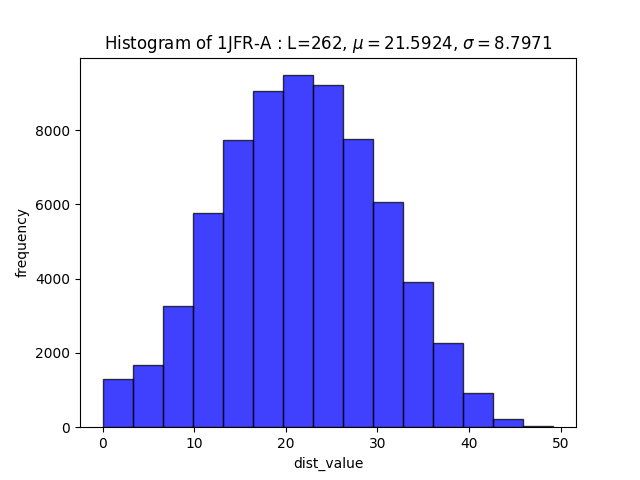 Histogram of 1JFR-A : L=262, μ = 21.5924, σ = 8.7971
8000
6000
4000
2000
0
frequency
0 10 20 30 40 50
dist_value